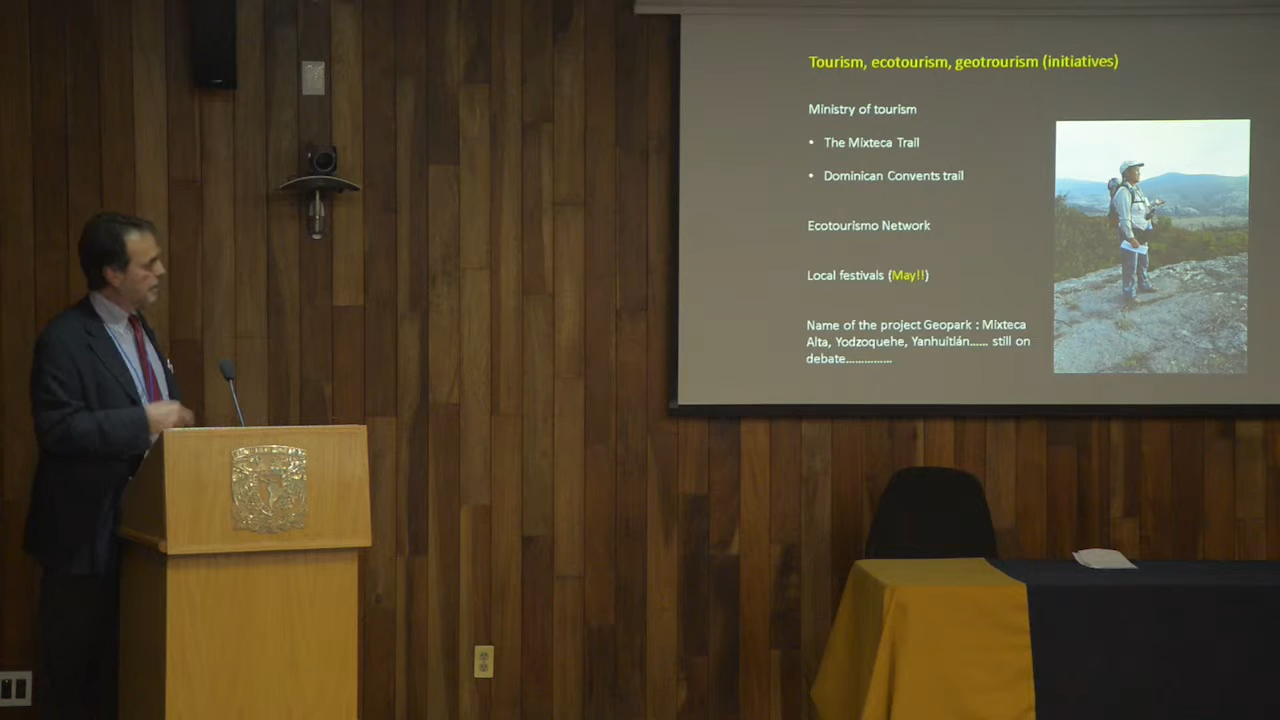 Tourism, ecotourism, geotrourism (initiatives)
Ministry of tourism
• The Mixteca Trail
• Dominican Convents trail
Ecotourismo Network
Local festivals (May!!)
Name of the project Geopark : Mixteca
Alta, Yodzoquehe, Yanhuitlán...... still on
debate..............